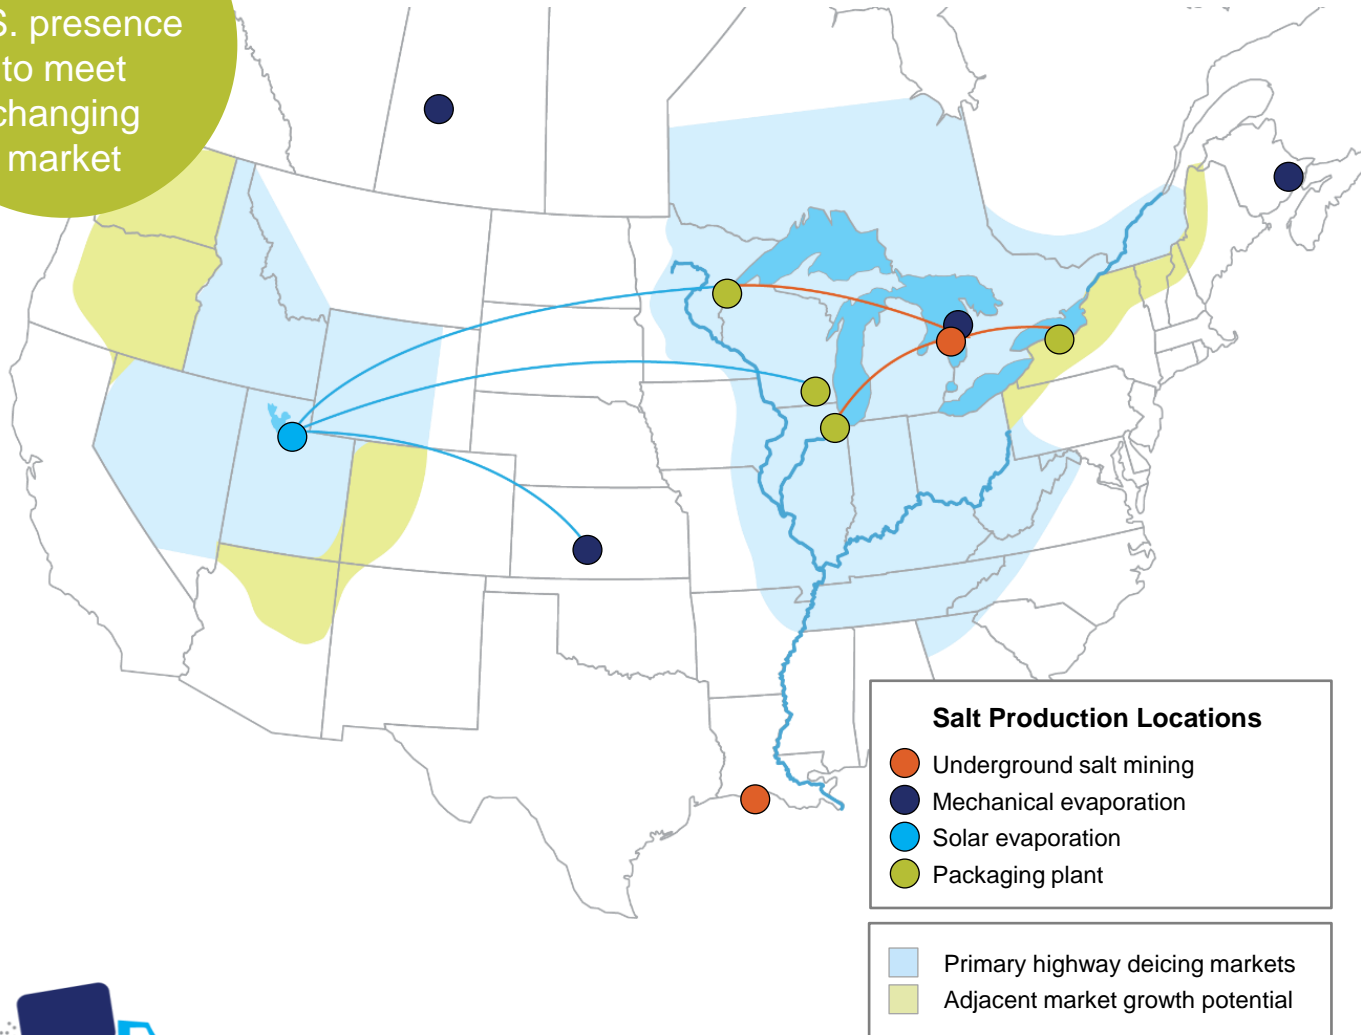 presence
to meet
changing
market
Salt Production Locations
Underground salt mining
Mechanical evaporation
Solar evaporation
Packaging plant
Primary highway deicing markets
Adjacent market growth potential